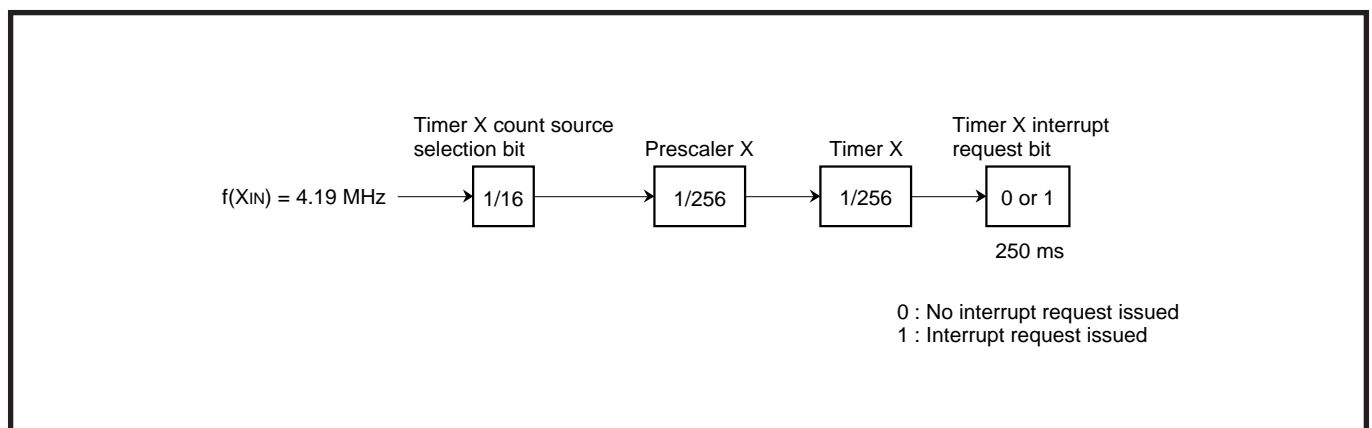 Timer X count source
selection bit
Prescaler X
Timer X
Timer X interrupt
request bit
f(XIN) = 4.19 MHz
1/16
1/256
1/256
0 or 1
250 ms
0 : No interrupt request issued
1 : Interrupt request issued